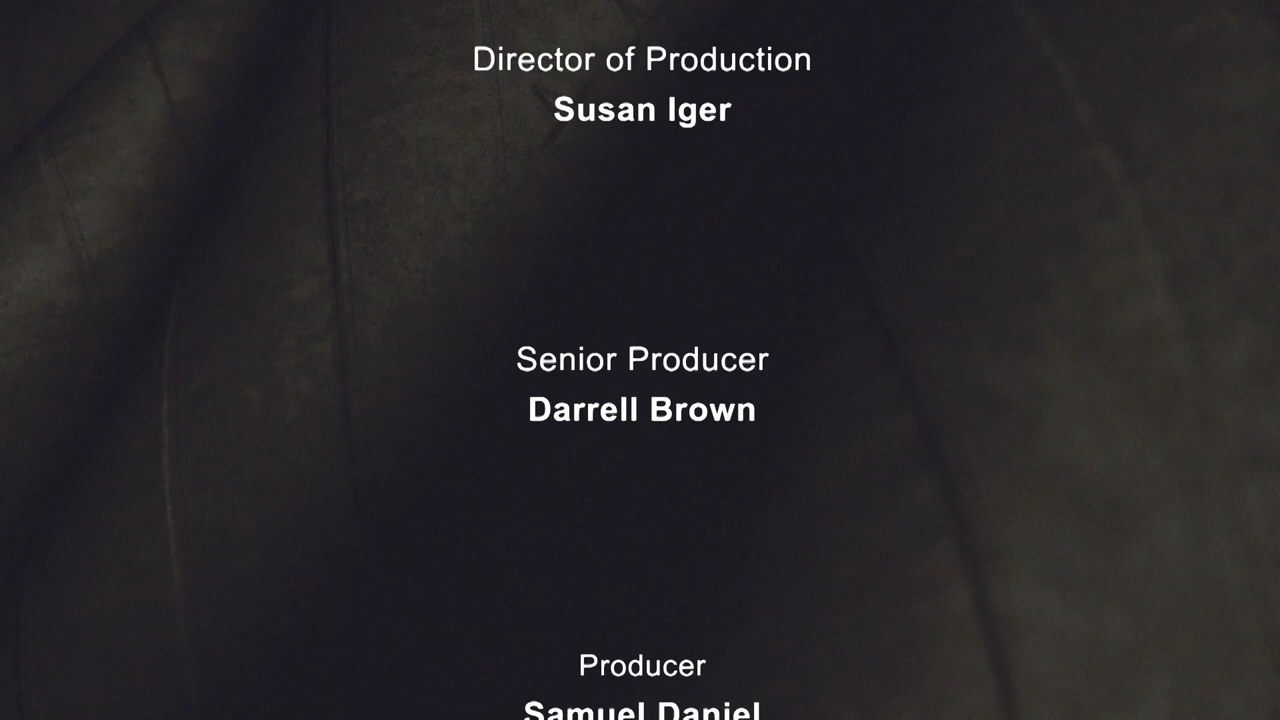 Director of Production
Susan Iger
Senior Producer
Darrell Brown
Producer
Samuel Daniel